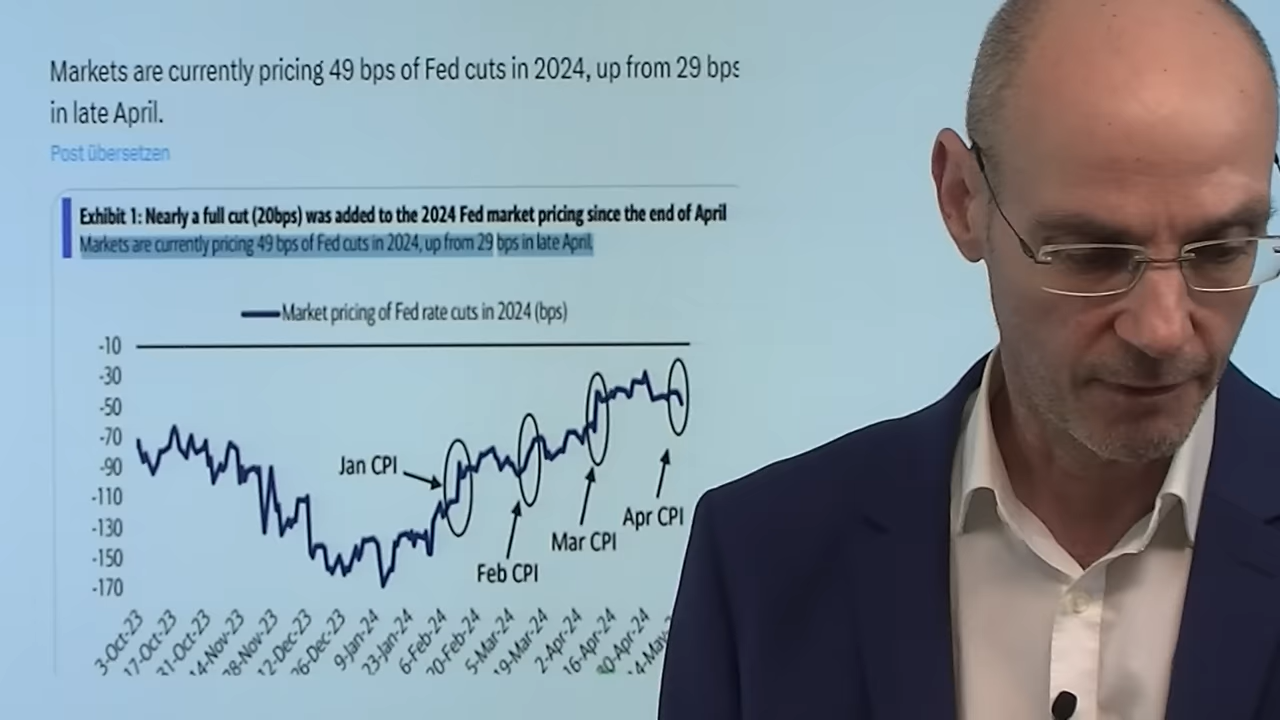 Markets are currently pricing 49 bps of Fed cuts in 2024, up from 29 bps
in late April.
Post übersetzen
Exhibit 1: Nearly a full cut (20bps) was added to the 2024 Fed market pricing since the end of April
Markets are currently pricing 49 bps of Fed cuts in 2024, up from 29 bps in late April.
Market pricing of Fed rate cuts in 2024 (bps)
-10
-30
-50
-70
-90
-110
-130
-150
-170
Jan CPI
Feb CPI
Mar CPI
Apr CPI
3-Oct-23
17-Oct-23
31-Oct-23
14-Nov-23
28-Nov-23
12-Dec-23
26-Dec-23
9-Jan-24
23-Jan-24
6-Feb-24
20-Feb-24
5-Mar-24
19-Mar-24
2-Apr-24
16-Apr-24
30-Apr-24
14-May-